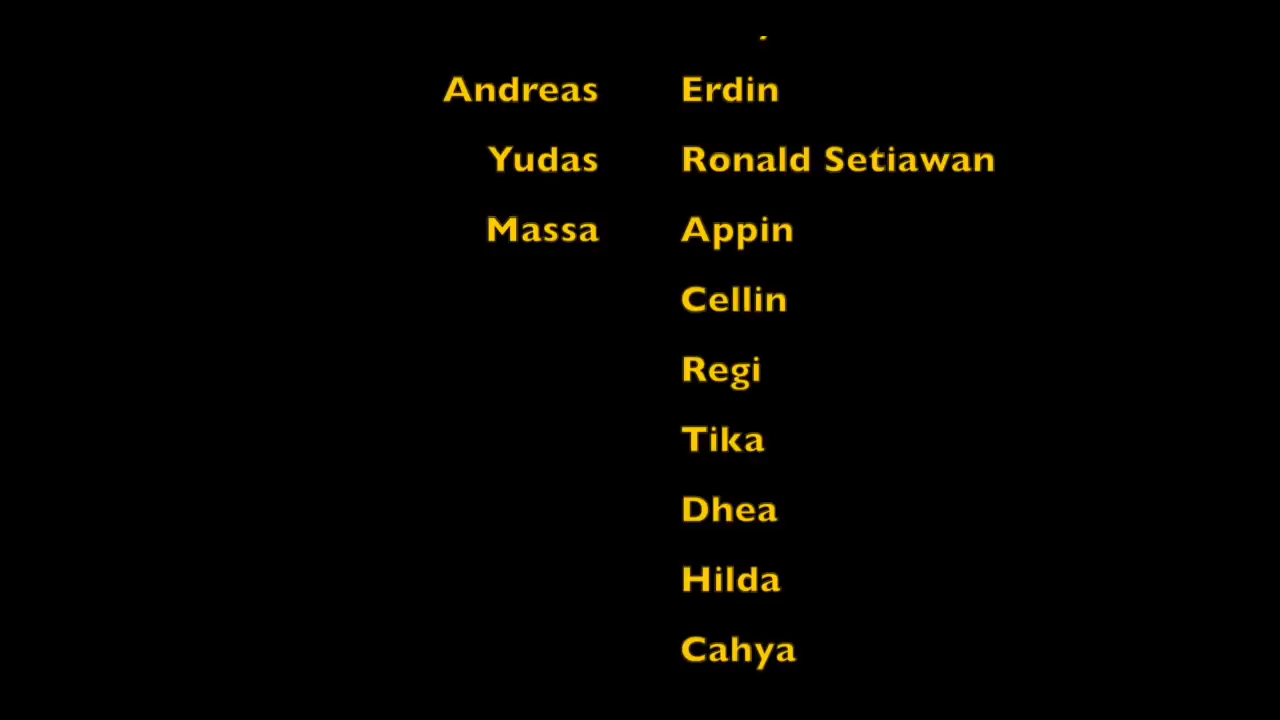 Andreas Erdin
Yudas Ronald Setiawan
Massa Appin
Cellin
Regi
Tika
Dhea
Hilda
Cahya